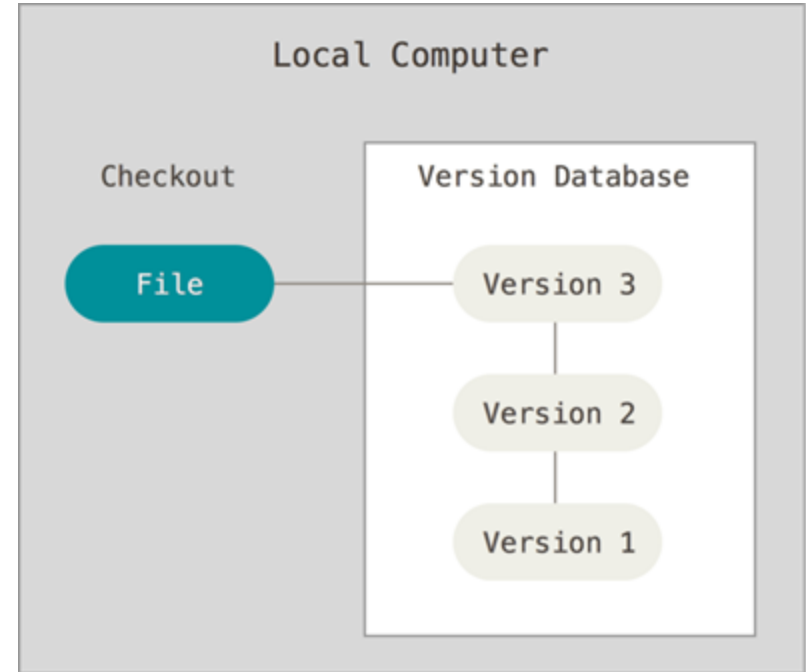 Local Computer
Checkout
Version Database
File
Version 3
Version 2
Version 1